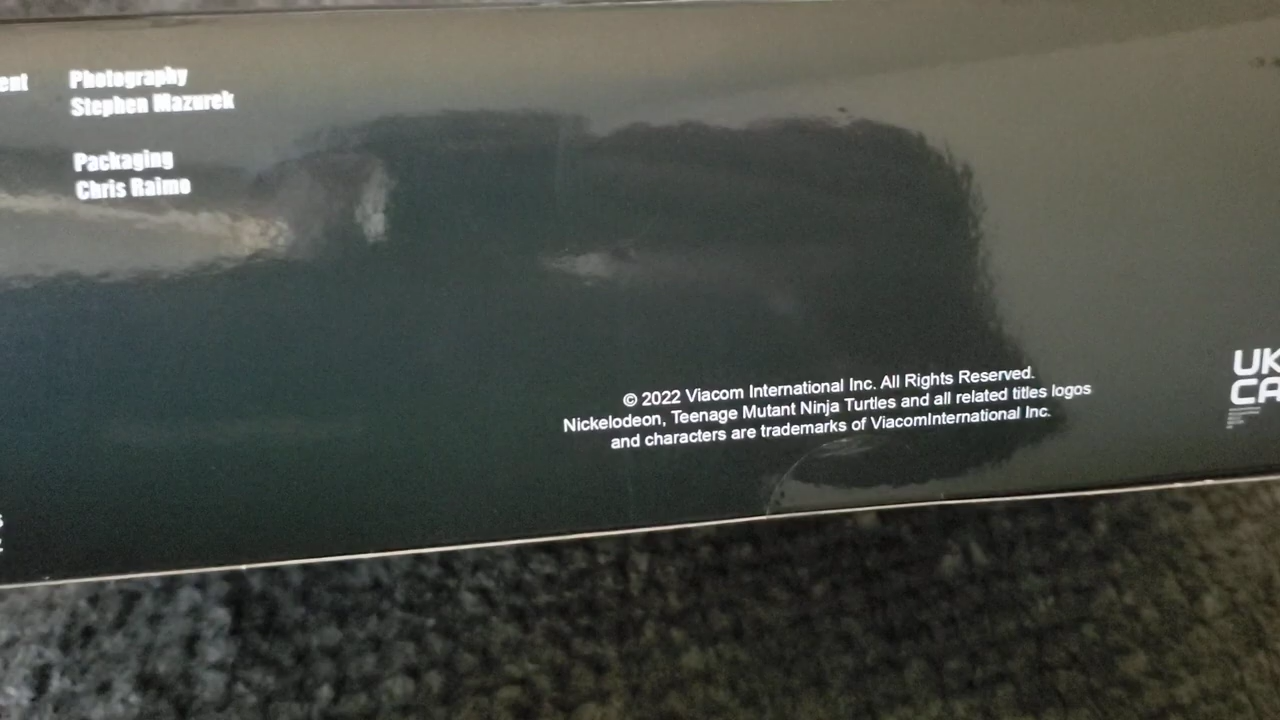 ent
Photography
Stephen Mazurek
Packaging
Chris Raimo
© 2022 Viacom International Inc. All Rights Reserved.
Nickelodeon, Teenage Mutant Ninja Turtles and all related titles logos
and characters are trademarks of ViacomInternational Inc.
UK
CA